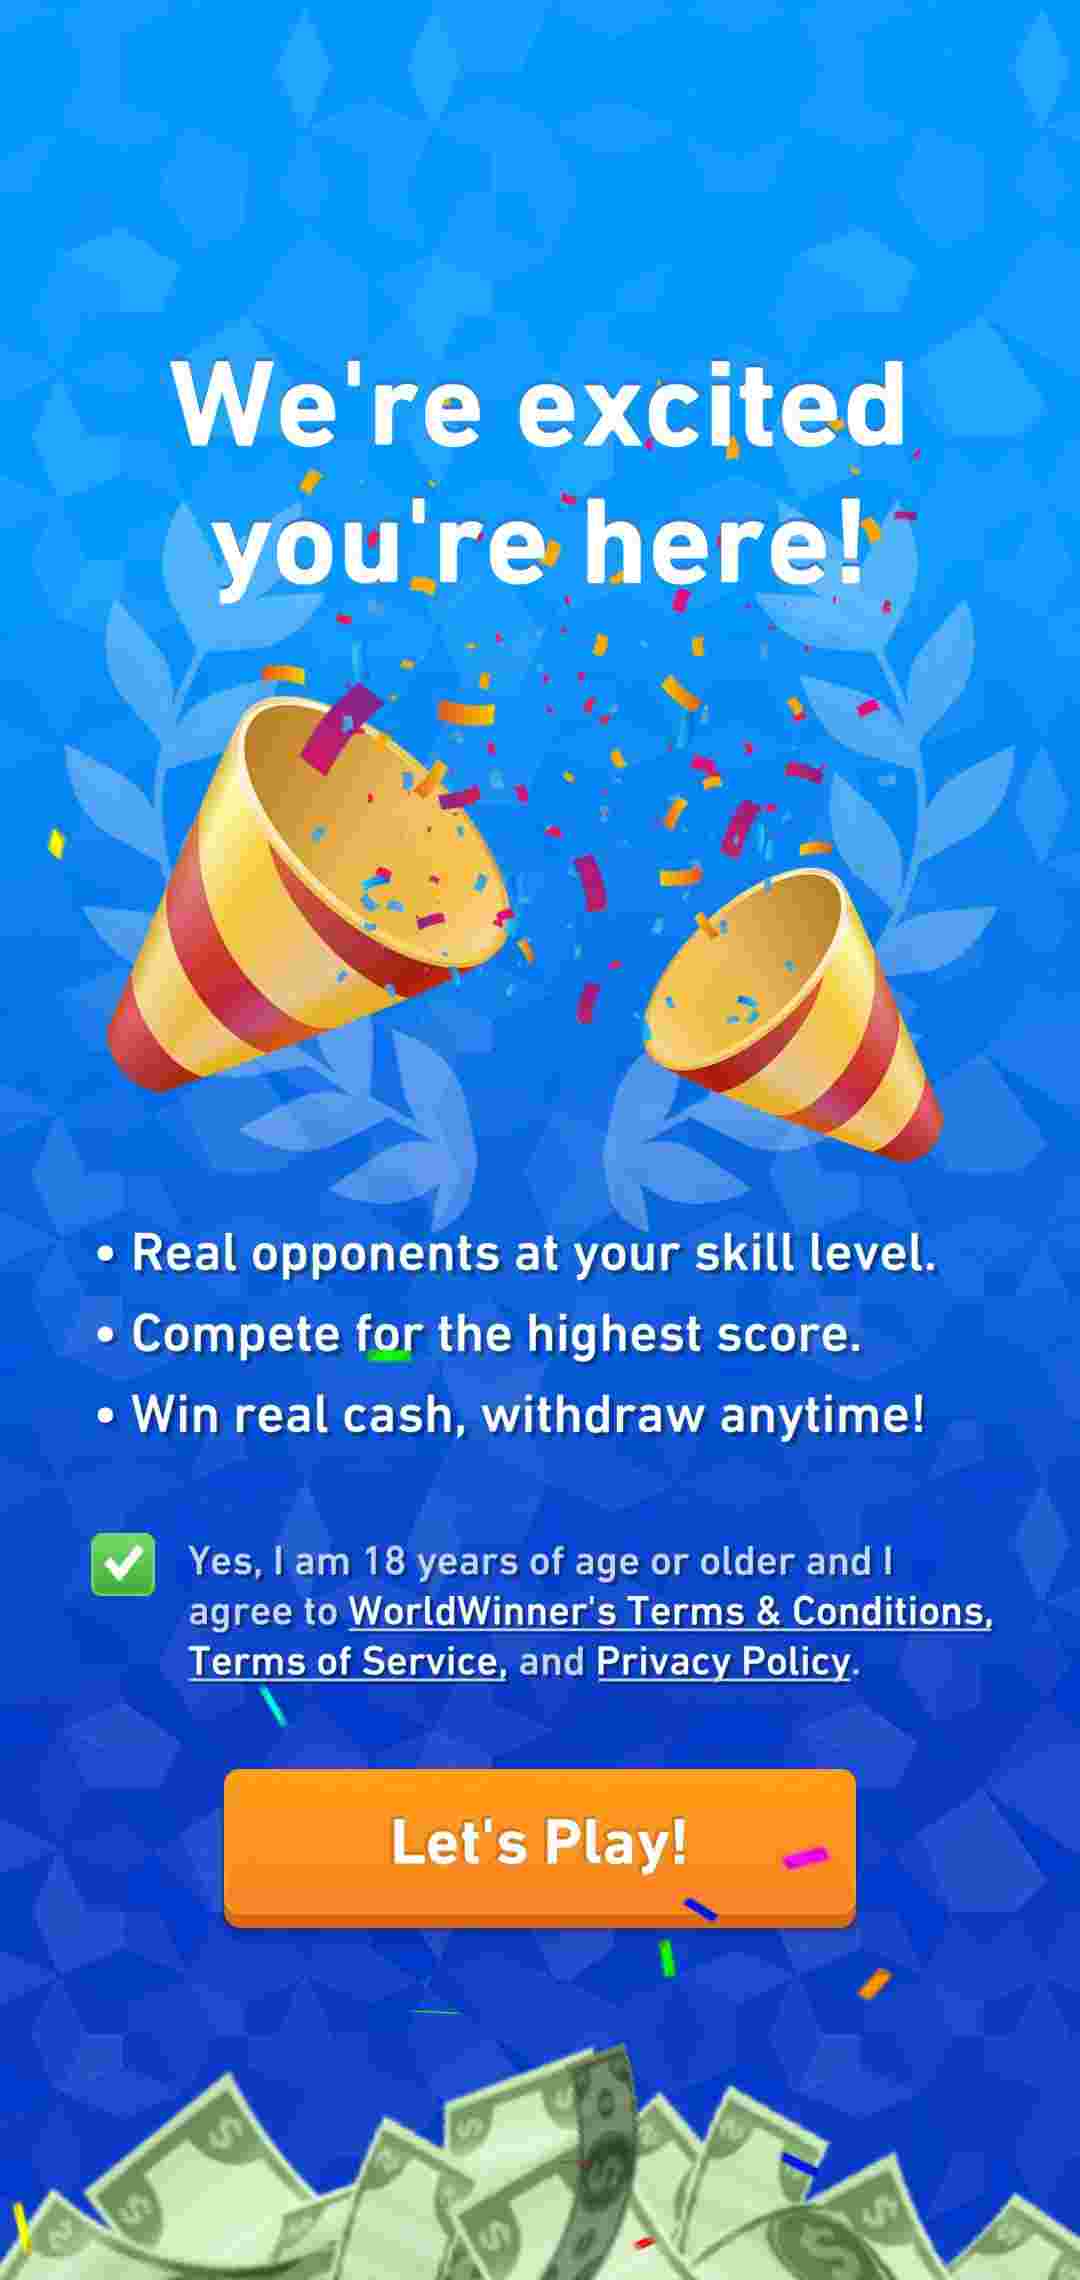 We're excited
you're here!
• Real opponents at your skill level.
• Compete for the highest score.
• Win real cash, withdraw anytime!
Yes, I am 18 years of age or older and I
agree to WorldWinner's Terms & Conditions,
Terms of Service, and Privacy Policy.
Let's Play!